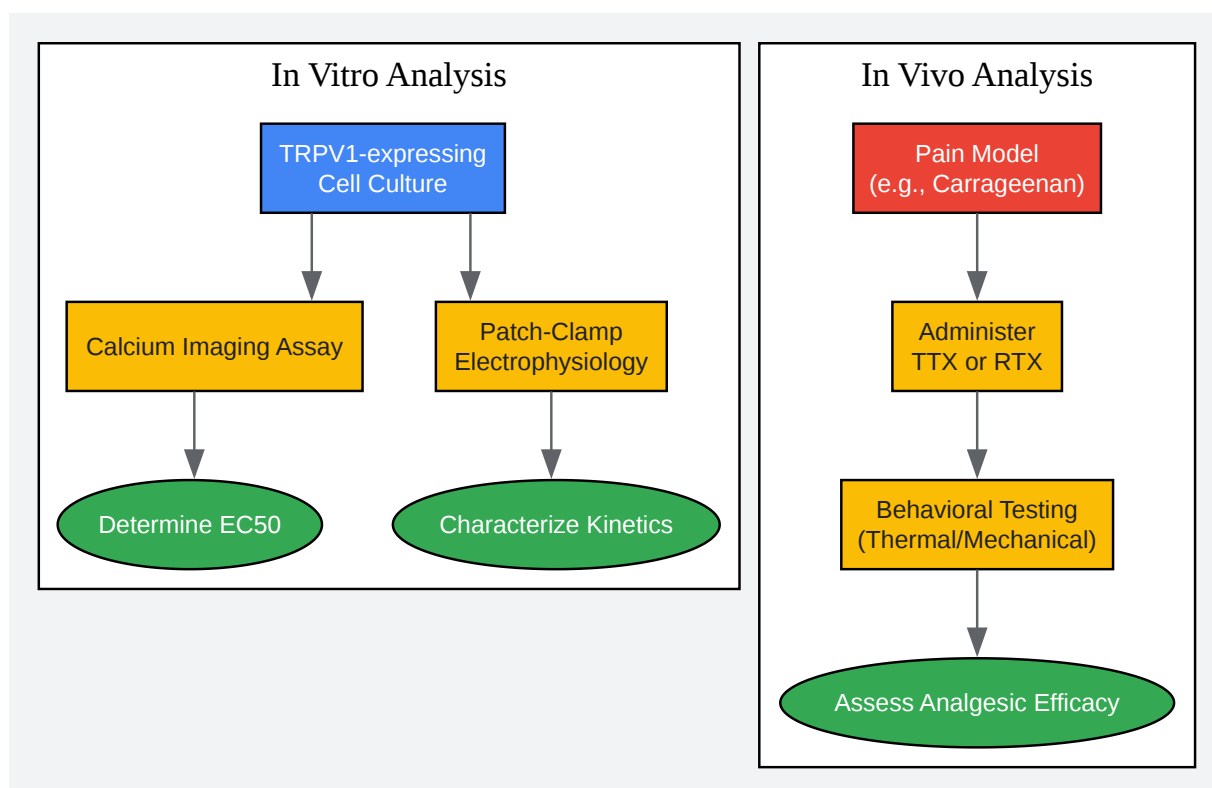 In Vitro Analysis
TRPV1-expressing
Cell Culture
Calcium Imaging Assay
Patch-Clamp
Electrophysiology
Determine EC50
Characterize Kinetics
In Vivo Analysis
Pain Model
(e.g., Carrageenan)
Administer
TTX or RTX
Behavioral Testing
(Thermal/Mechanical)
Assess Analgesic Efficacy